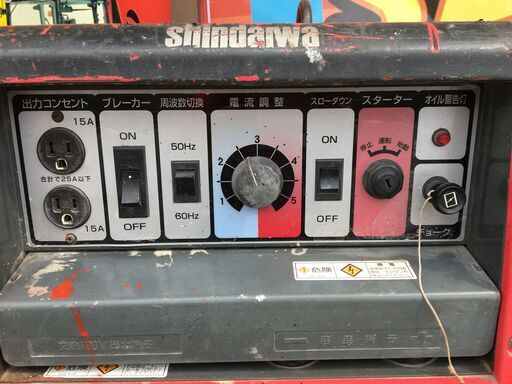 shindaiwa
出力コンセント
ブレーカー
周波数切換
電流調整
スローダウン
スターター
オイル警告灯
15A
合計で25A以下
15A
ON
OFF
50Hz
60Hz
1
2
3
4
5
ON
OFF
停止
運転
始動
チョーク
危険